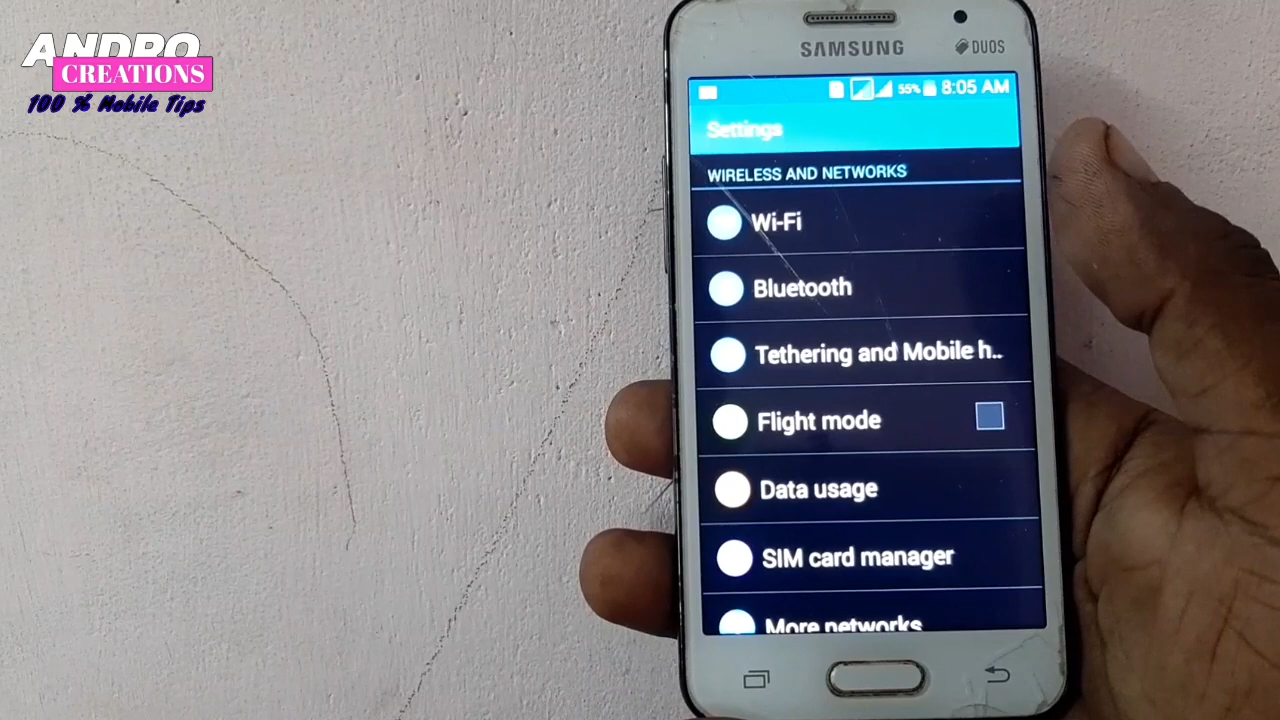 ANDRO
CREATIONS
100 % Mobile Tips
SAMSUNG
DUOS
55% 8:05 AM
Settings
WIRELESS AND NETWORKS
Wi-Fi
Bluetooth
Tethering and Mobile h..
Flight mode
Data usage
SIM card manager
More networks